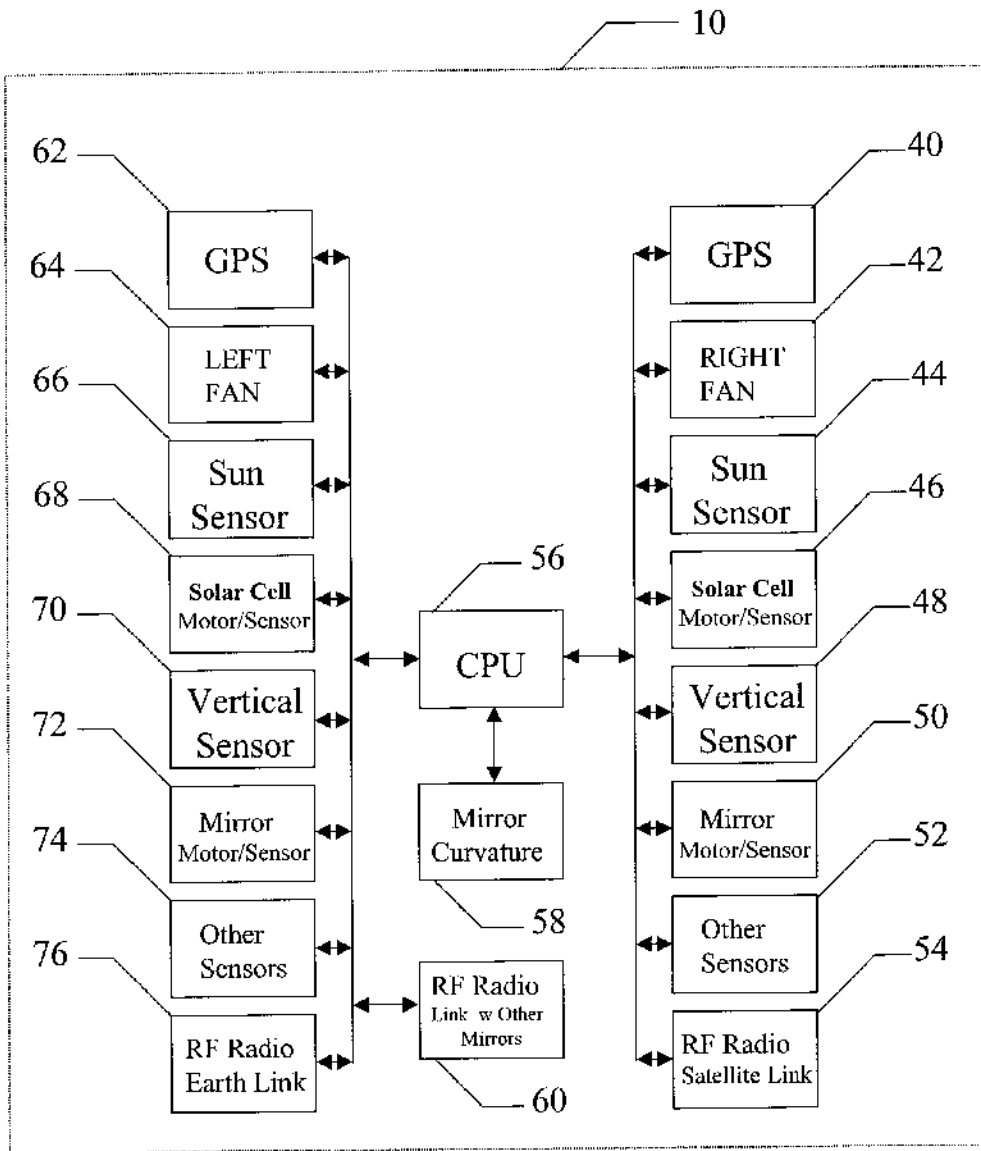 10
62
GPS
40
GPS
64
LEFT
FAN
42
RIGHT
FAN
66
Sun
Sensor
44
Sun
Sensor
68
Solar Cell
Motor/Sensor
46
Solar Cell
Motor/Sensor
56
CPU
70
Vertical
Sensor
48
Vertical
Sensor
72
Mirror
Motor/Sensor
50
Mirror
Motor/Sensor
Mirror
Curvature
58
74
Other
Sensors
52
Other
Sensors
76
RF Radio
Earth Link
RF Radio
Link w Other
Mirrors
60
54
RF Radio
Satellite Link